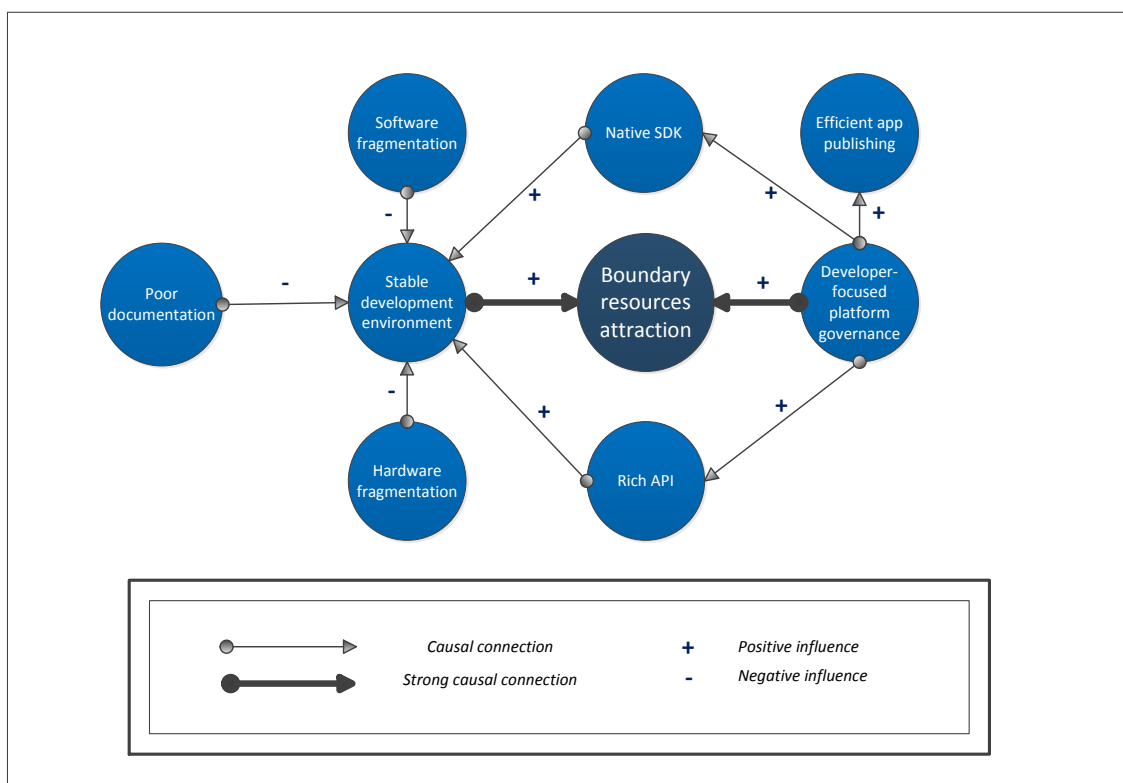 Software
fragmentation
Native SDK
Efficient app
publishing
-
+
+
+
Poor
documentation
-
Stable
development
environment
+
Boundary
resources
attraction
+
Developer-
focused
platform
governance
-
+
+
Hardware
fragmentation
Rich API
Causal connection
+
Positive influence
Strong causal connection
-
Negative influence